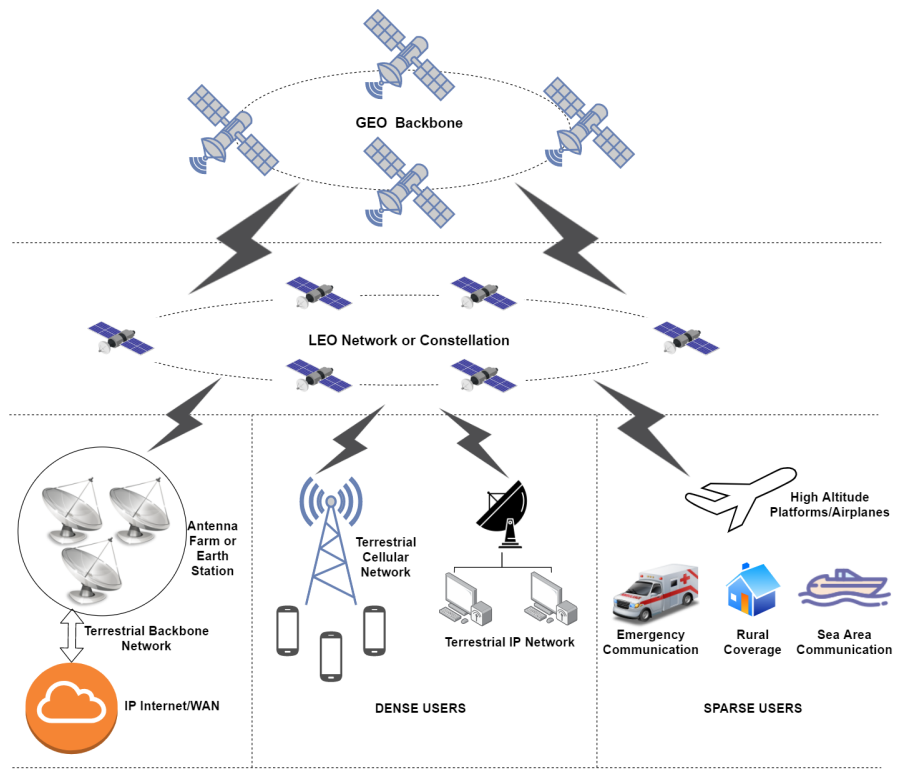 GEO Backbone
LEO Network or Constellation
Antenna
Farm or
Earth
Station
Terrestrial Backbone
Network
IP Internet/WAN
Terrestrial
Cellular
Network
Terrestrial IP Network
DENSE USERS
High Altitude
Platforms/Airplanes
Emergency
Communication
Rural
Coverage
Sea Area
Communication
SPARSE USERS